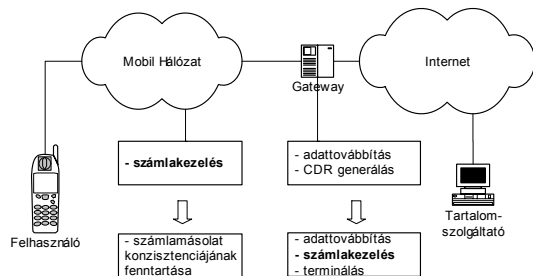 Mobil Hálózat
Gateway
Internet
- számlakezelés
- adattovábbítás
- CDR generálás
Felhasználó
- számlamásolat
konzisztenciájának
fenntartása
- adattovábbítás
- számlakezelés
- terminálás
Tartalom-
szolgáltató